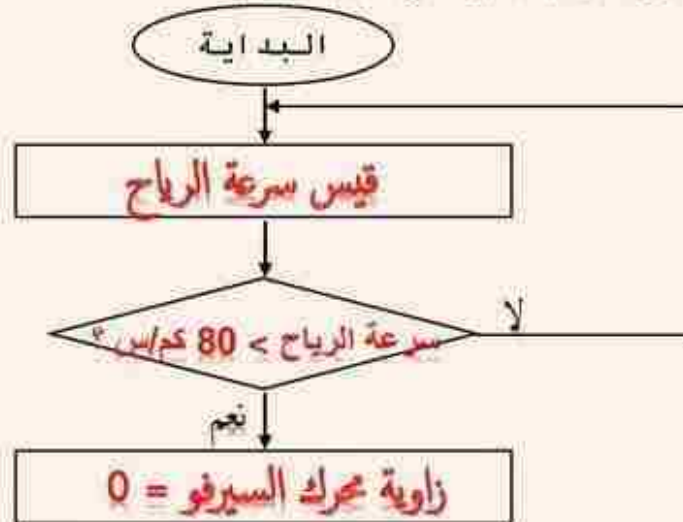 البداية
قيس سرعة الرياح
سرعة الرياح > 80 كم/س ؟
لا
نعم
زاوية محرك السيرفو = 0